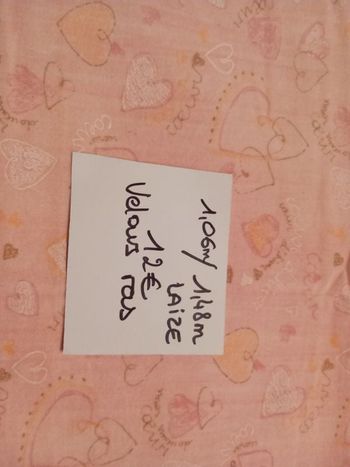 1,06m/1,48m
LAIZE
12€
Velours ras